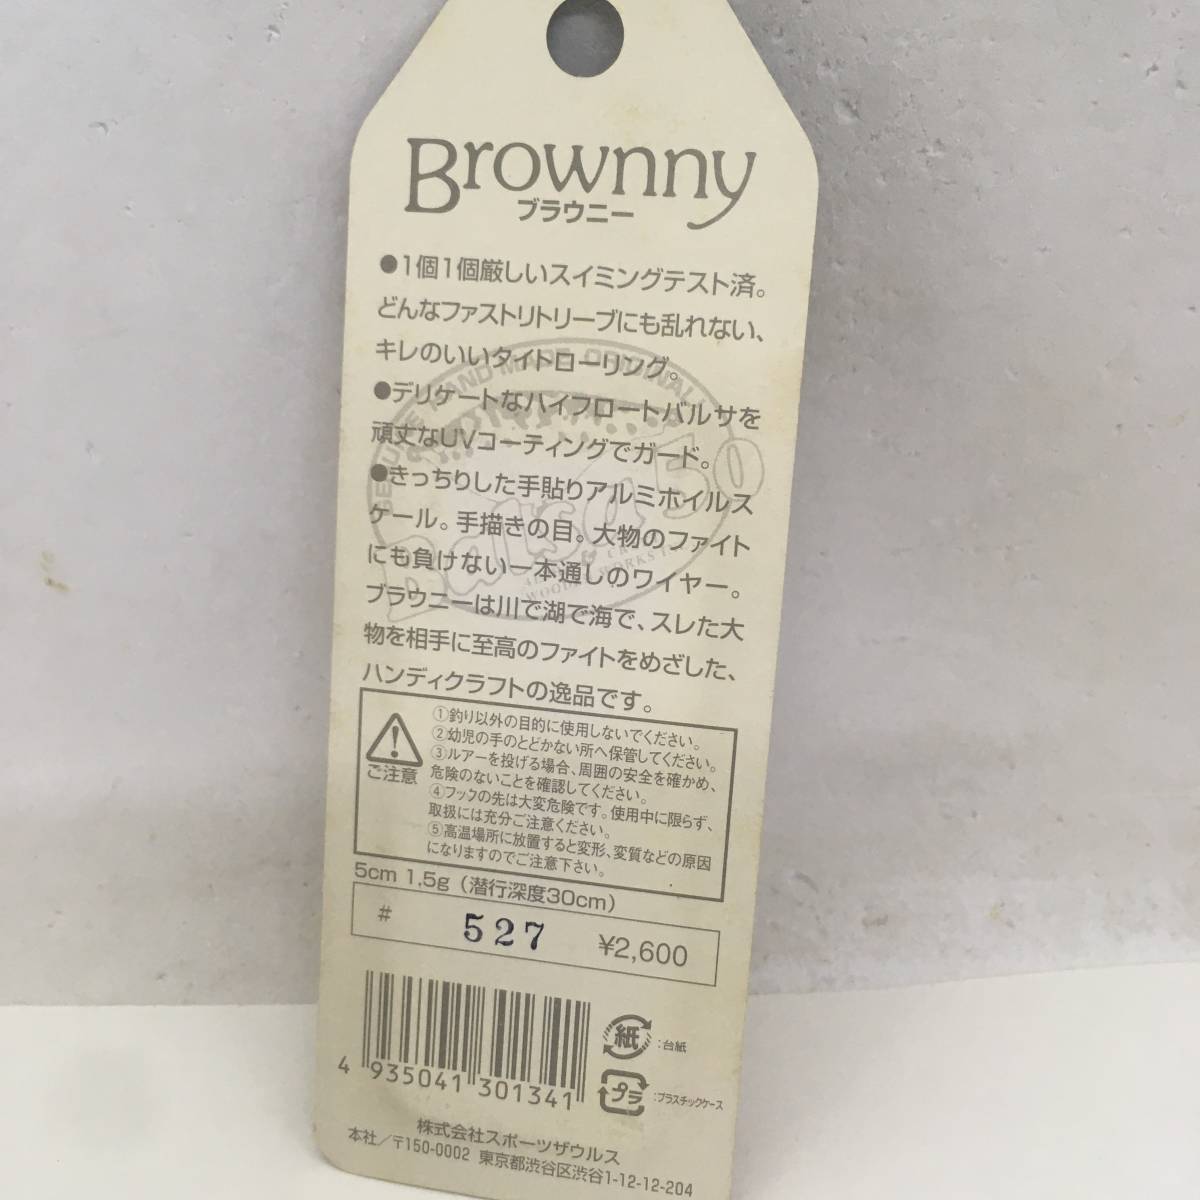 Brownny
ブラウニー
●1個1個厳しいスイミングテスト済。
どんなファストリトリーブにも乱れない、
キレのいいタイトローリング。
●デリケートなハイフロートバルサを
頑丈なUVコーティングでガード。
●きっちりした手貼りアルミホイルス
ケール。手描きの目。大物のファイト
にも負けない一本通しのワイヤー。
ブラウニーは川で湖で海で、スレた大
物を相手に至高のファイトをめざした、
ハンディクラフトの逸品です。
HAND MADE ORIGINAL
Balsa 50
ご注意
①釣り以外の目的に使用しないでください。
②幼児の手のとどかない所へ保管してください。
③ルアーを投げる場合、周囲の安全を確かめ、
危険のないことを確認してください。
④フックの先は大変危険です。使用中に限らず、
取扱には充分ご注意ください。
⑤高温場所に放置すると変形、変質などの原因
になりますのでご注意下さい。
5cm 1.5g（潜行深度30cm）
# 527 ¥2,600
4 935041 301341
紙 :台紙
プラ :プラスチックケース
株式会社スポーツザウルス
本社／〒150-0002 東京都渋谷区渋谷1-12-12-204